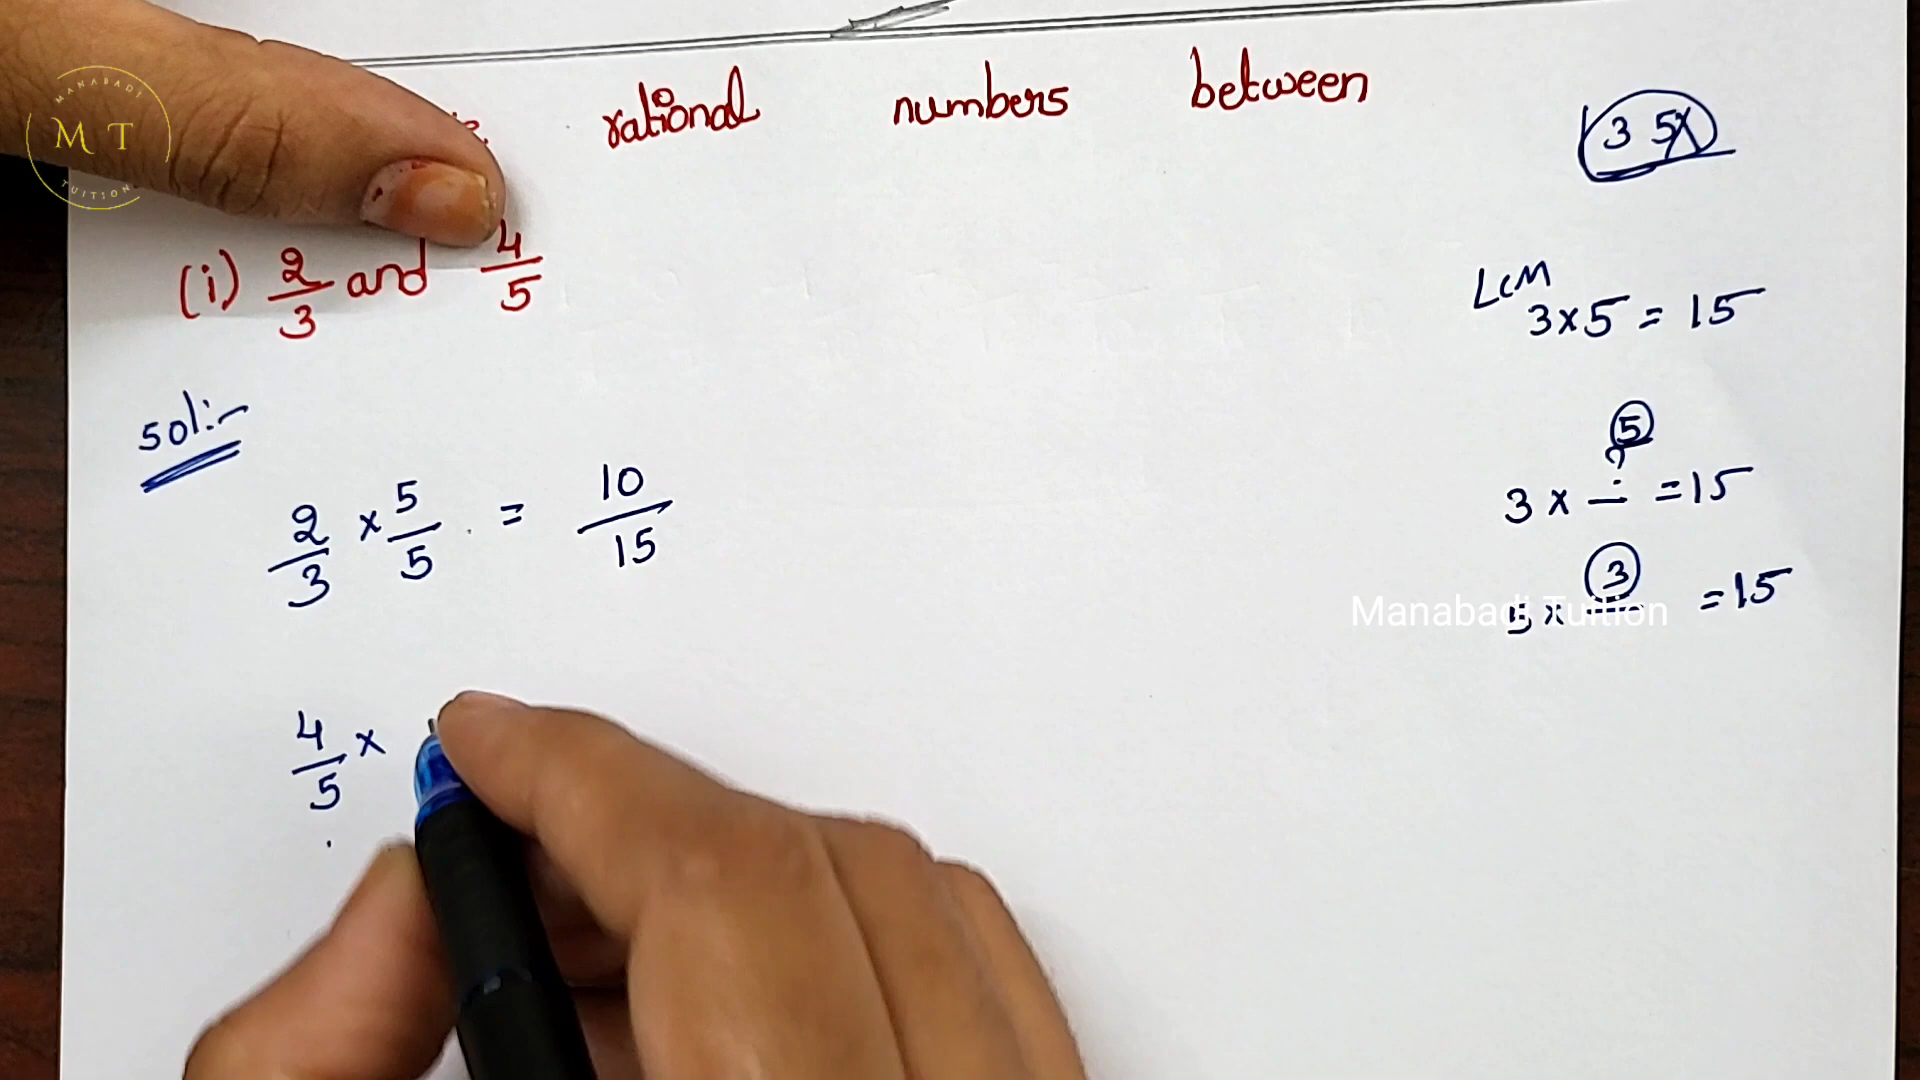 rational numbers between
3 5
(i) 2/3 and 4/5
LCM
3 x 5 = 15
sol:-
5
?
3 x _ = 15
2/3 x 5/5 = 10/15
3
5 x _ = 15
4/5 x
MANABADI
M T
TUITION
Manabadi Tuition